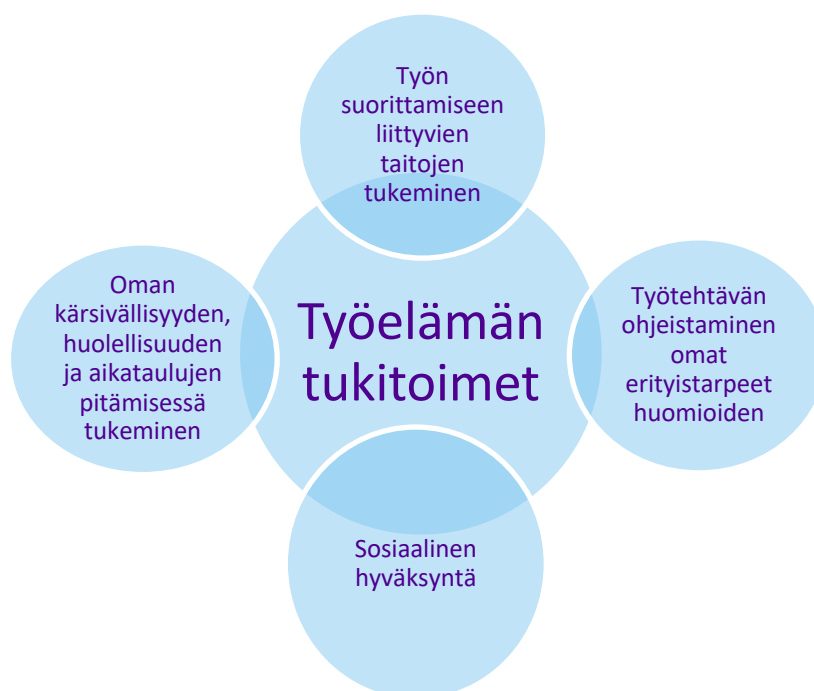 Työn
suorittamiseen
liittyvien
taitojen
tukeminen
Oman
kärsivällisyyden,
huolellisuuden
ja aikataulujen
pitämisessä
tukeminen
Työelämän
tukitoimet
Työtehtävän
ohjeistaminen
omat
erityistarpeet
huomioiden
Sosiaalinen
hyväksyntä